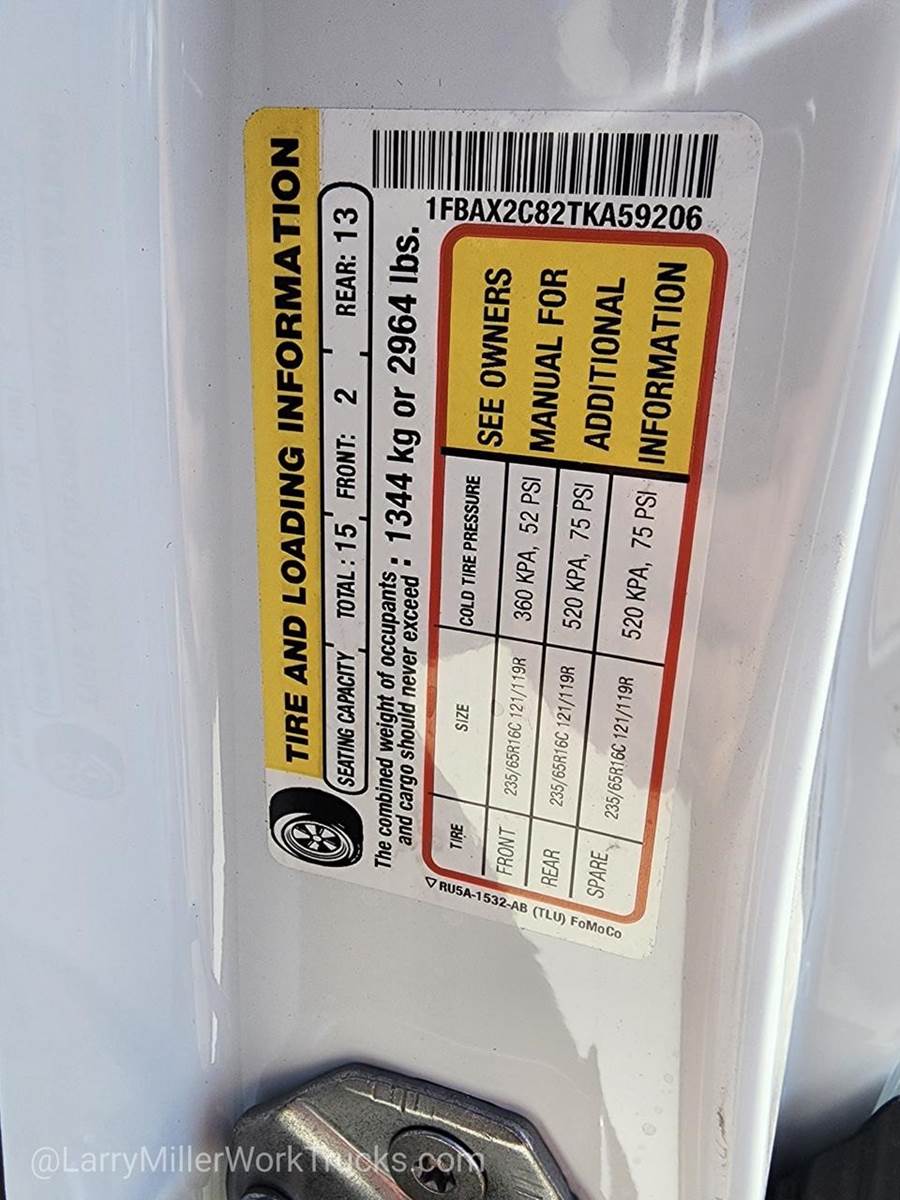 TIRE AND LOADING INFORMATION
SEATING CAPACITY TOTAL: 15 FRONT: 2 REAR: 13
The combined weight of occupants
and cargo should never exceed : 1344 kg or 2964 lbs.
1FBAX2C82TKA59206
TIRE SIZE COLD TIRE PRESSURE
FRONT 235/65R16C 121/119R 360 KPA, 52 PSI
REAR 235/65R16C 121/119R 520 KPA, 75 PSI
SPARE 235/65R16C 121/119R 520 KPA, 75 PSI
SEE OWNERS
MANUAL FOR
ADDITIONAL
INFORMATION
RU5A-1532-AB (TLU) FoMoCo
@LarryMillerWorkTrucks.com